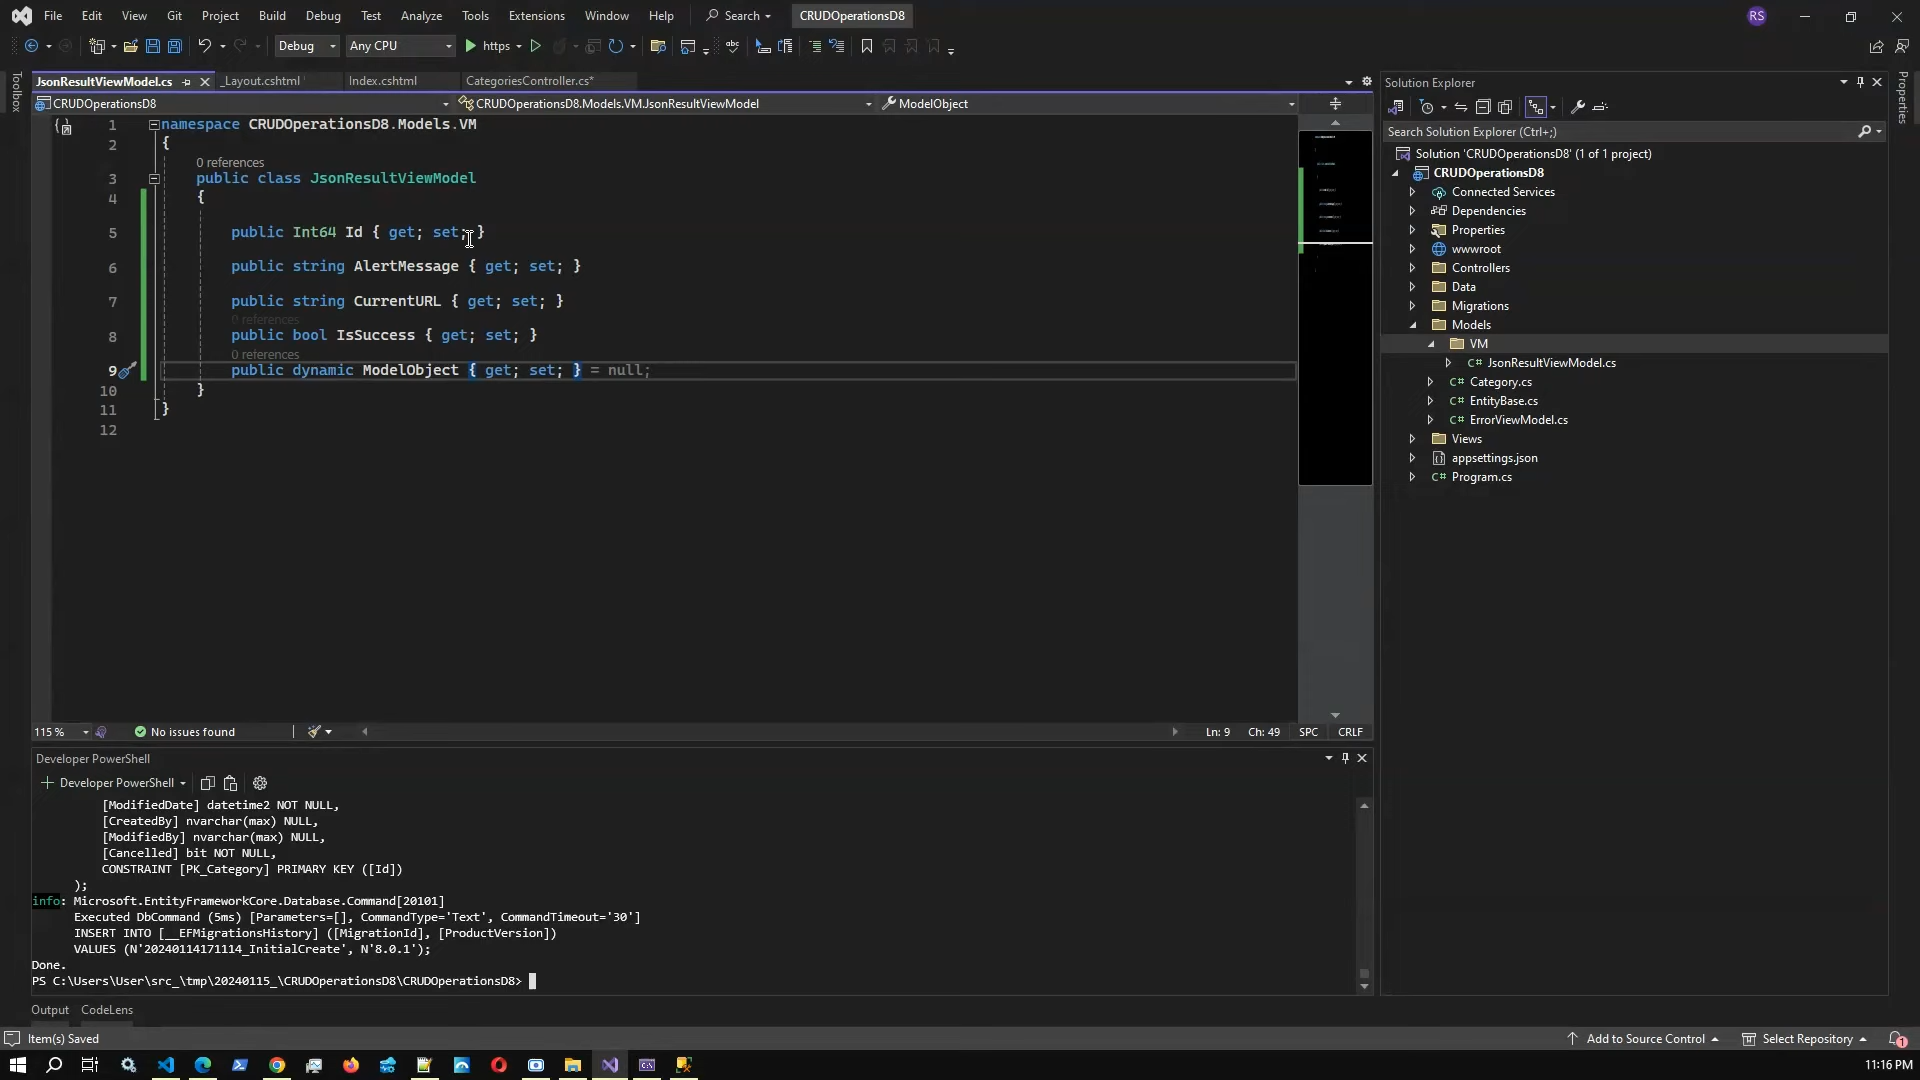 File Edit View Git Project Build Debug Test Analyze Tools Extensions Window Help Search CRUDOperationsD8 RS
Debug Any CPU https
JsonResultViewModel.cs _Layout.cshtml Index.cshtml CategoriesController.cs*
CRUDOperationsD8 CRUDOperationsD8.Models.VM.JsonResultViewModel ModelObject
Toolbox
1 namespace CRUDOperationsD8.Models.VM
2 {
0 references
3 public class JsonResultViewModel
4 {
5 public Int64 Id { get; set; }
6 public string AlertMessage { get; set; }
7 public string CurrentURL { get; set; }
0 references
8 public bool IsSuccess { get; set; }
0 references
9 public dynamic ModelObject { get; set; } = null;
10 }
11 }
12
115 % No issues found Ln: 9 Ch: 49 SPC CRLF
Developer PowerShell
Developer PowerShell
[ModifiedDate] datetime2 NOT NULL,
[CreatedBy] nvarchar(max) NULL,
[ModifiedBy] nvarchar(max) NULL,
[Cancelled] bit NOT NULL,
CONSTRAINT [PK_Category] PRIMARY KEY ([Id])
);
info: Microsoft.EntityFrameworkCore.Database.Command[20101]
Executed DbCommand (5ms) [Parameters=[], CommandType='Text', CommandTimeout='30']
INSERT INTO [__EFMigrationsHistory] ([MigrationId], [ProductVersion])
VALUES (N'20240114171114_InitialCreate', N'8.0.1');
Done.
PS C:\Users\User\src_\tmp\20240115_\CRUDOperationsD8\CRUDOperationsD8>
Output CodeLens
Solution Explorer
Search Solution Explorer (Ctrl+;)
Solution 'CRUDOperationsD8' (1 of 1 project)
CRUDOperationsD8
Connected Services
Dependencies
Properties
wwwroot
Controllers
Data
Migrations
Models
VM
C# JsonResultViewModel.cs
C# Category.cs
C# EntityBase.cs
C# ErrorViewModel.cs
Views
appsettings.json
C# Program.cs
Properties
Item(s) Saved Add to Source Control Select Repository 1
11:16 PM